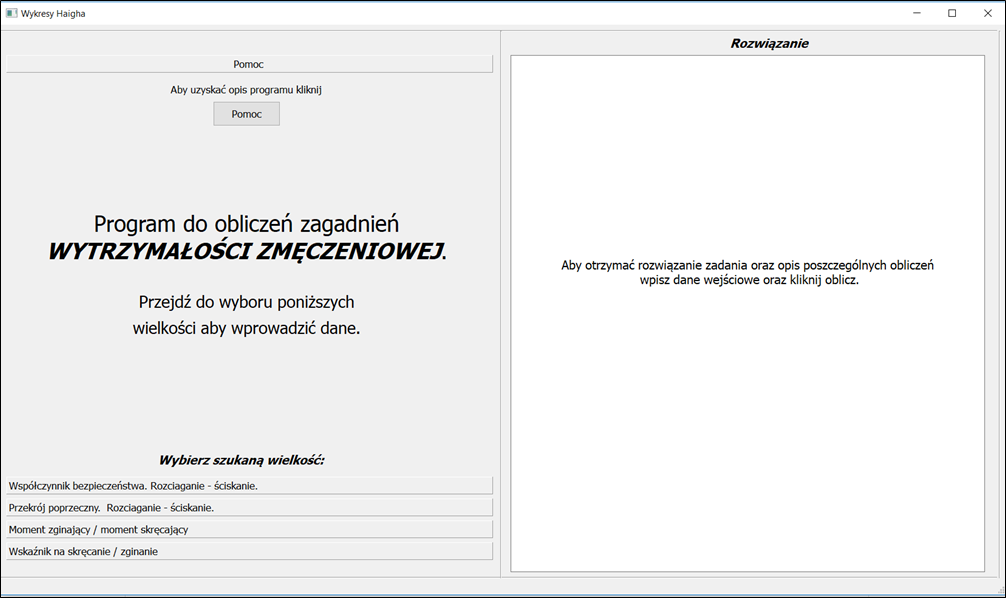 Wykresy Haigha
Pomoc
Aby uzyskać opis programu kliknij
Pomoc
Program do obliczeń zagadnień
WYTRZYMAŁOŚCI ZMĘCZENIOWEJ.
Przejdź do wyboru poniższych
wielkości aby wprowadzić dane.
Wybierz szukaną wielkość:
Współczynnik bezpieczeństwa. Rozciaganie - ściskanie.
Przekrój poprzeczny.  Rozciaganie - ściskanie.
Moment zginający / moment skręcający
Wskaźnik na skręcanie / zginanie
Rozwiązanie
Aby otrzymać rozwiązanie zadania oraz opis poszczególnych obliczeń
wpisz dane wejściowe oraz kliknij oblicz.